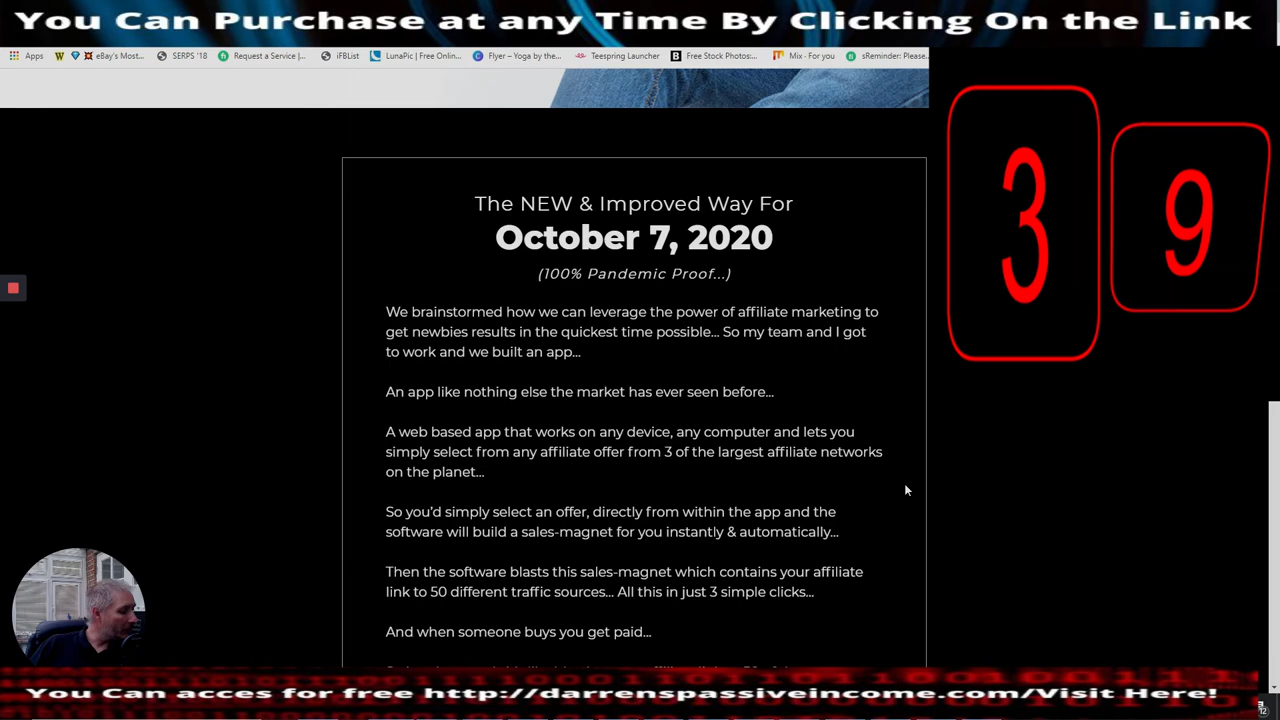 You Can Purchase at any Time By Clicking On the Link
Apps eBay's Most... SERPS '18 Request a Service |... iFBList LunaPic | Free Onlin... Flyer – Yoga by the... Teespring Launcher Free Stock Photos:... Mix · For you sReminder: Please..
3 9
The NEW & Improved Way For
October 7, 2020
(100% Pandemic Proof...)
We brainstormed how we can leverage the power of affiliate marketing to
get newbies results in the quickest time possible... So my team and I got
to work and we built an app...
An app like nothing else the market has ever seen before...
A web based app that works on any device, any computer and lets you
simply select from any affiliate offer from 3 of the largest affiliate networks
on the planet...
So you'd simply select an offer, directly from within the app and the
software will build a sales-magnet for you instantly & automatically...
Then the software blasts this sales-magnet which contains your affiliate
link to 50 different traffic sources... All this in just 3 simple clicks...
And when someone buys you get paid...
You Can acces for free http://darrenspassiveincome.com/Visit Here!